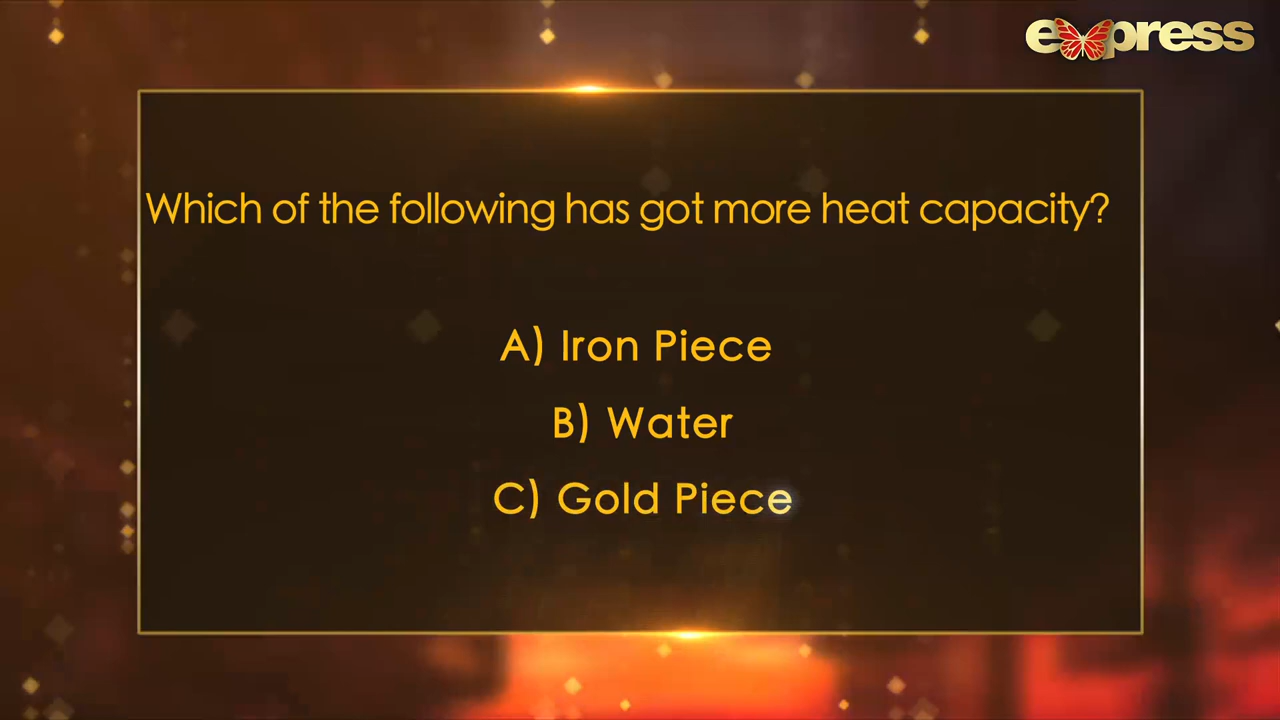 express
Which of the following has got more heat capacity?
A) Iron Piece
B) Water
C) Gold Piece